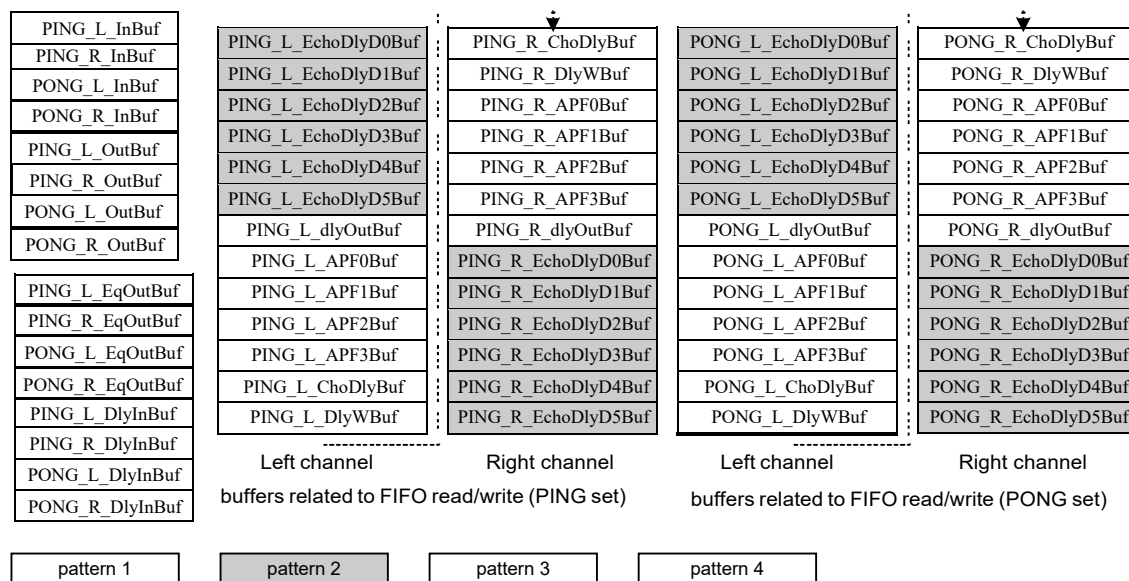 PING_L_InBuf
PING_R_InBuf
PONG_L_InBuf
PONG_R_InBuf
PING_L_OutBuf
PING_R_OutBuf
PONG_L_OutBuf
PONG_R_OutBuf
PING_L_EqOutBuf
PING_R_EqOutBuf
PONG_L_EqOutBuf
PONG_R_EqOutBuf
PING_L_DlyInBuf
PING_R_DlyInBuf
PONG_L_DlyInBuf
PONG_R_DlyInBuf
PING_L_EchoDlyD0Buf
PING_L_EchoDlyD1Buf
PING_L_EchoDlyD2Buf
PING_L_EchoDlyD3Buf
PING_L_EchoDlyD4Buf
PING_L_EchoDlyD5Buf
PING_L_dlyOutBuf
PING_L_APF0Buf
PING_L_APF1Buf
PING_L_APF2Buf
PING_L_APF3Buf
PING_L_ChoDlyBuf
PING_L_DlyWBuf
Left channel
PING_R_ChoDlyBuf
PING_R_DlyWBuf
PING_R_APF0Buf
PING_R_APF1Buf
PING_R_APF2Buf
PING_R_APF3Buf
PING_R_dlyOutBuf
PING_R_EchoDlyD0Buf
PING_R_EchoDlyD1Buf
PING_R_EchoDlyD2Buf
PING_R_EchoDlyD3Buf
PING_R_EchoDlyD4Buf
PING_R_EchoDlyD5Buf
Right channel
buffers related to FIFO read/write (PING set)
PONG_L_EchoDlyD0Buf
PONG_L_EchoDlyD1Buf
PONG_L_EchoDlyD2Buf
PONG_L_EchoDlyD3Buf
PONG_L_EchoDlyD4Buf
PONG_L_EchoDlyD5Buf
PONG_L_dlyOutBuf
PONG_L_APF0Buf
PONG_L_APF1Buf
PONG_L_APF2Buf
PONG_L_APF3Buf
PONG_L_ChoDlyBuf
PONG_L_DlyWBuf
Left channel
PONG_R_ChoDlyBuf
PONG_R_DlyWBuf
PONG_R_APF0Buf
PONG_R_APF1Buf
PONG_R_APF2Buf
PONG_R_APF3Buf
PONG_R_dlyOutBuf
PONG_R_EchoDlyD0Buf
PONG_R_EchoDlyD1Buf
PONG_R_EchoDlyD2Buf
PONG_R_EchoDlyD3Buf
PONG_R_EchoDlyD4Buf
PONG_R_EchoDlyD5Buf
Right channel
buffers related to FIFO read/write (PONG set)
pattern 1
pattern 2
pattern 3
pattern 4